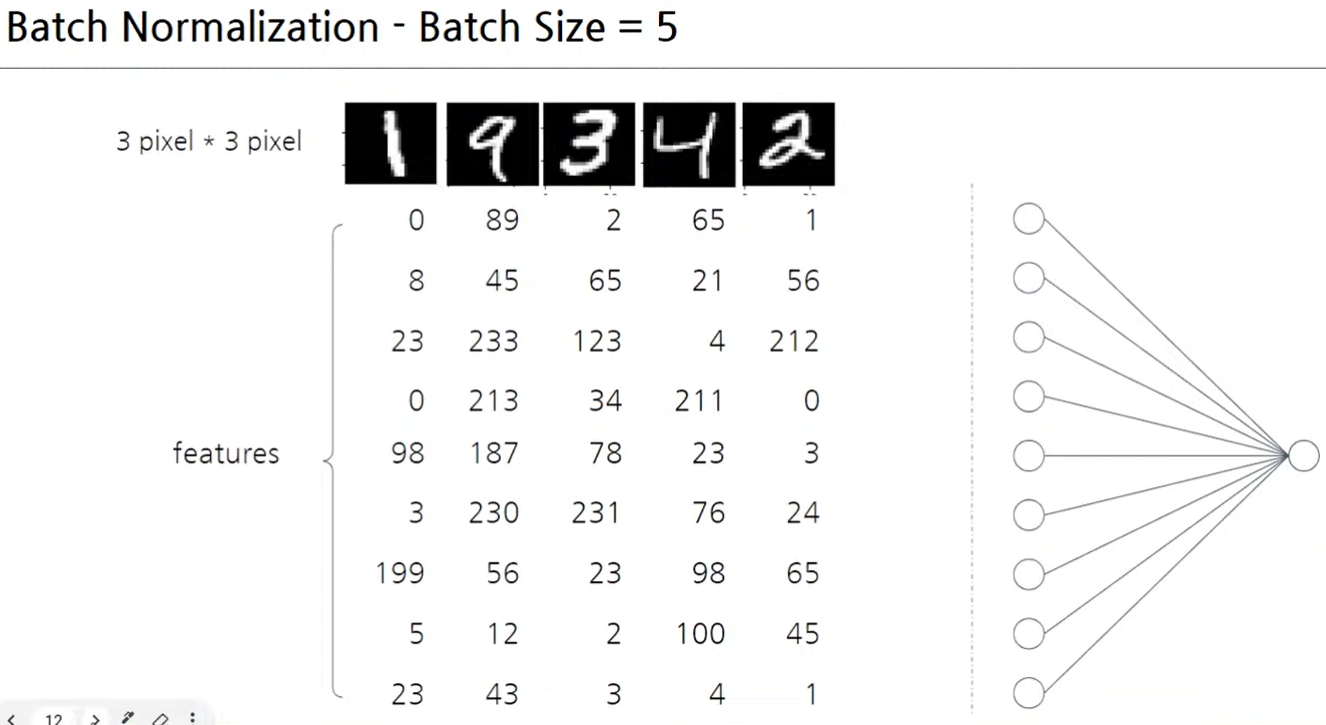 Batch Normalization - Batch Size = 5
3 pixel * 3 pixel
0 89 2 65 1
8 45 65 21 56
23 233 123 4 212
0 213 34 211 0
features 98 187 78 23 3
3 230 231 76 24
199 56 23 98 65
5 12 2 100 45
23 43 3 4 1
12